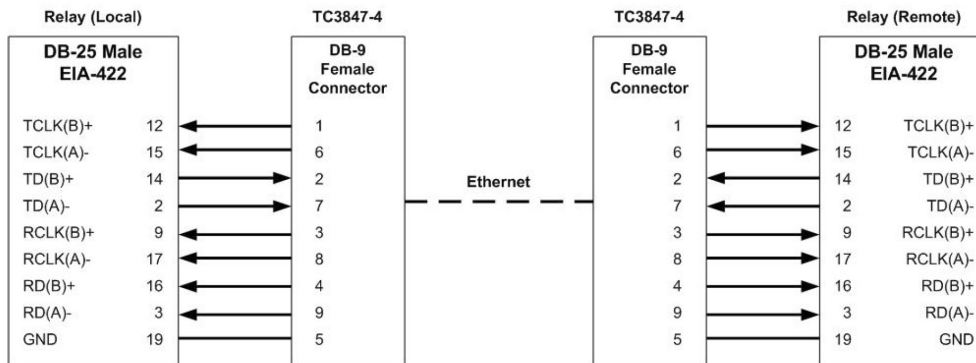 Relay (Local) TC3847-4 TC3847-4 Relay (Remote)
DB-25 Male DB-9 DB-9 DB-25 Male
EIA-422 Female Female EIA-422
Connector Connector
TCLK(B)+ 12 1 1 12 TCLK(B)+
TCLK(A)- 15 6 6 15 TCLK(A)-
TD(B)+ 14 2 Ethernet 2 14 TD(B)+
TD(A)- 2 7 7 2 TD(A)-
RCLK(B)+ 9 3 3 9 RCLK(B)+
RCLK(A)- 17 8 8 17 RCLK(A)-
RD(B)+ 16 4 4 16 RD(B)+
RD(A)- 3 9 9 3 RD(A)-
GND 19 5 5 19 GND